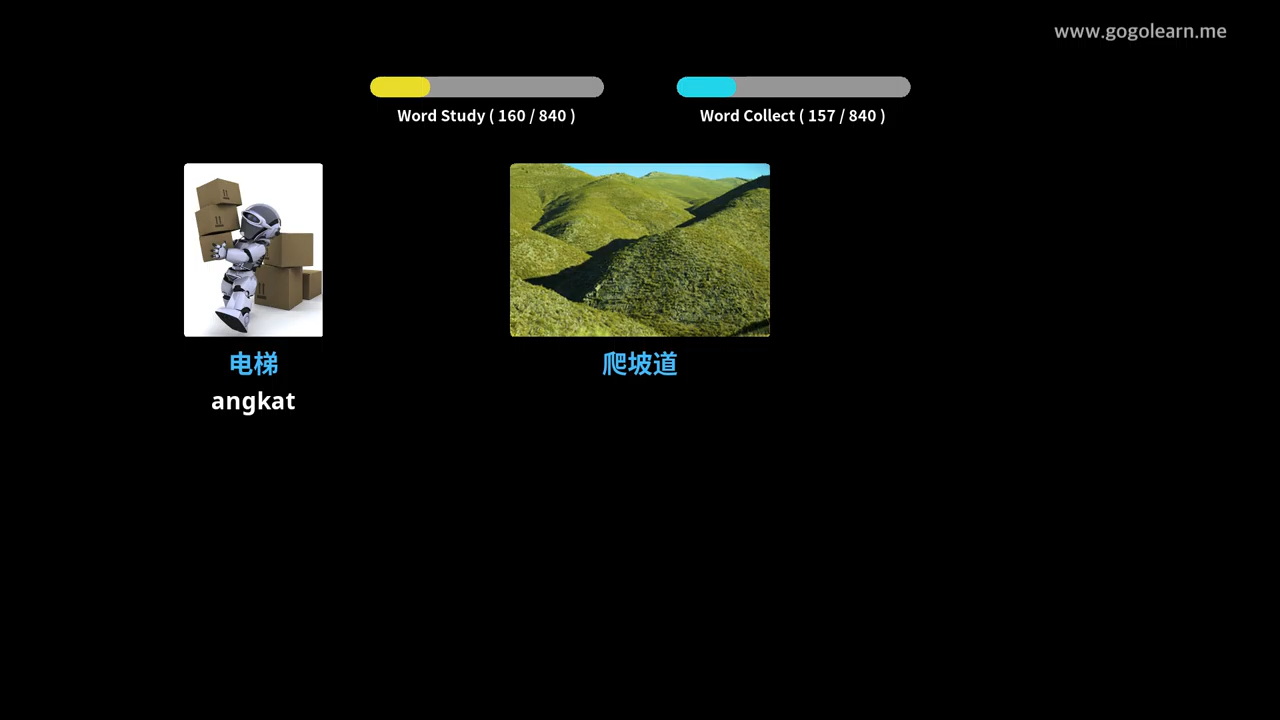 www.gogolearn.me
Word Study ( 160 / 840 )
Word Collect ( 157 / 840 )
电梯
爬坡道
angkat